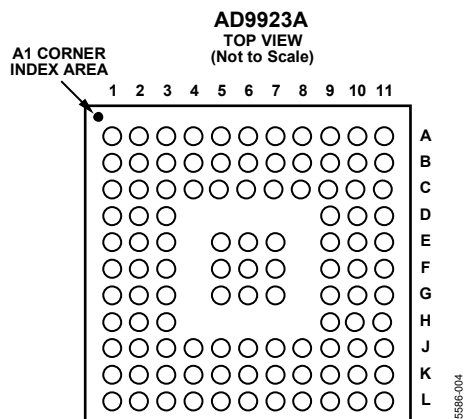 AD9923A
TOP VIEW
(Not to Scale)
A1 CORNER
INDEX AREA
1 2 3 4 5 6 7 8 9 10 11
A
B
C
D
E
F
G
H
J
K
L
5586-004